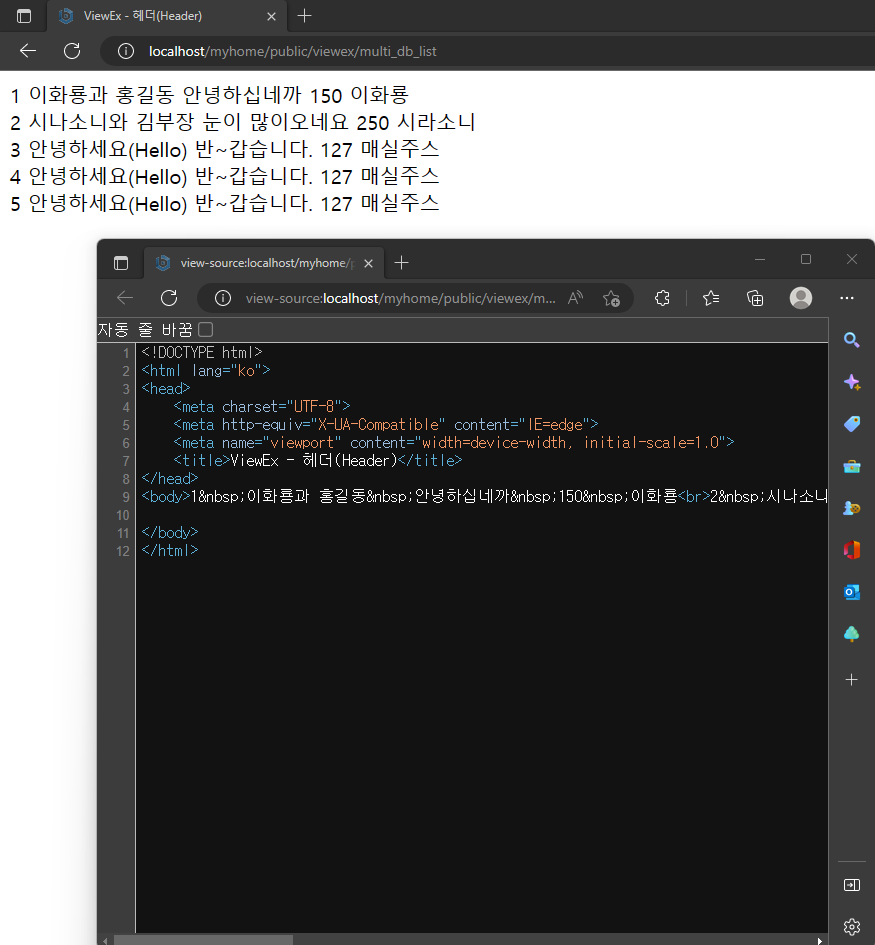 ViewEx - 헤더(Header)
localhost/myhome/public/viewex/multi_db_list
1 이화룡과 홍길동 안녕하십네까 150 이화룡
2 시나소니와 김부장 눈이 많이오네요 250 시라소니
3 안녕하세요(Hello) 반~갑습니다. 127 매실주스
4 안녕하세요(Hello) 반~갑습니다. 127 매실주스
5 안녕하세요(Hello) 반~갑습니다. 127 매실주스
view-source:localhost/myhome/p
view-source:localhost/myhome/public/viewex/m...
자동 줄 바꿈
1 <!DOCTYPE html>
2 <html lang="ko">
3 <head>
4 <meta charset="UTF-8">
5 <meta http-equiv="X-UA-Compatible" content="IE=edge">
6 <meta name="viewport" content="width=device-width, initial-scale=1.0">
7 <title>ViewEx - 헤더(Header)</title>
8 </head>
9 <body>1&nbsp;이화룡과 홍길동&nbsp;안녕하십네까&nbsp;150&nbsp;이화룡<br>2&nbsp;시나소니
10
11 </body>
12 </html>